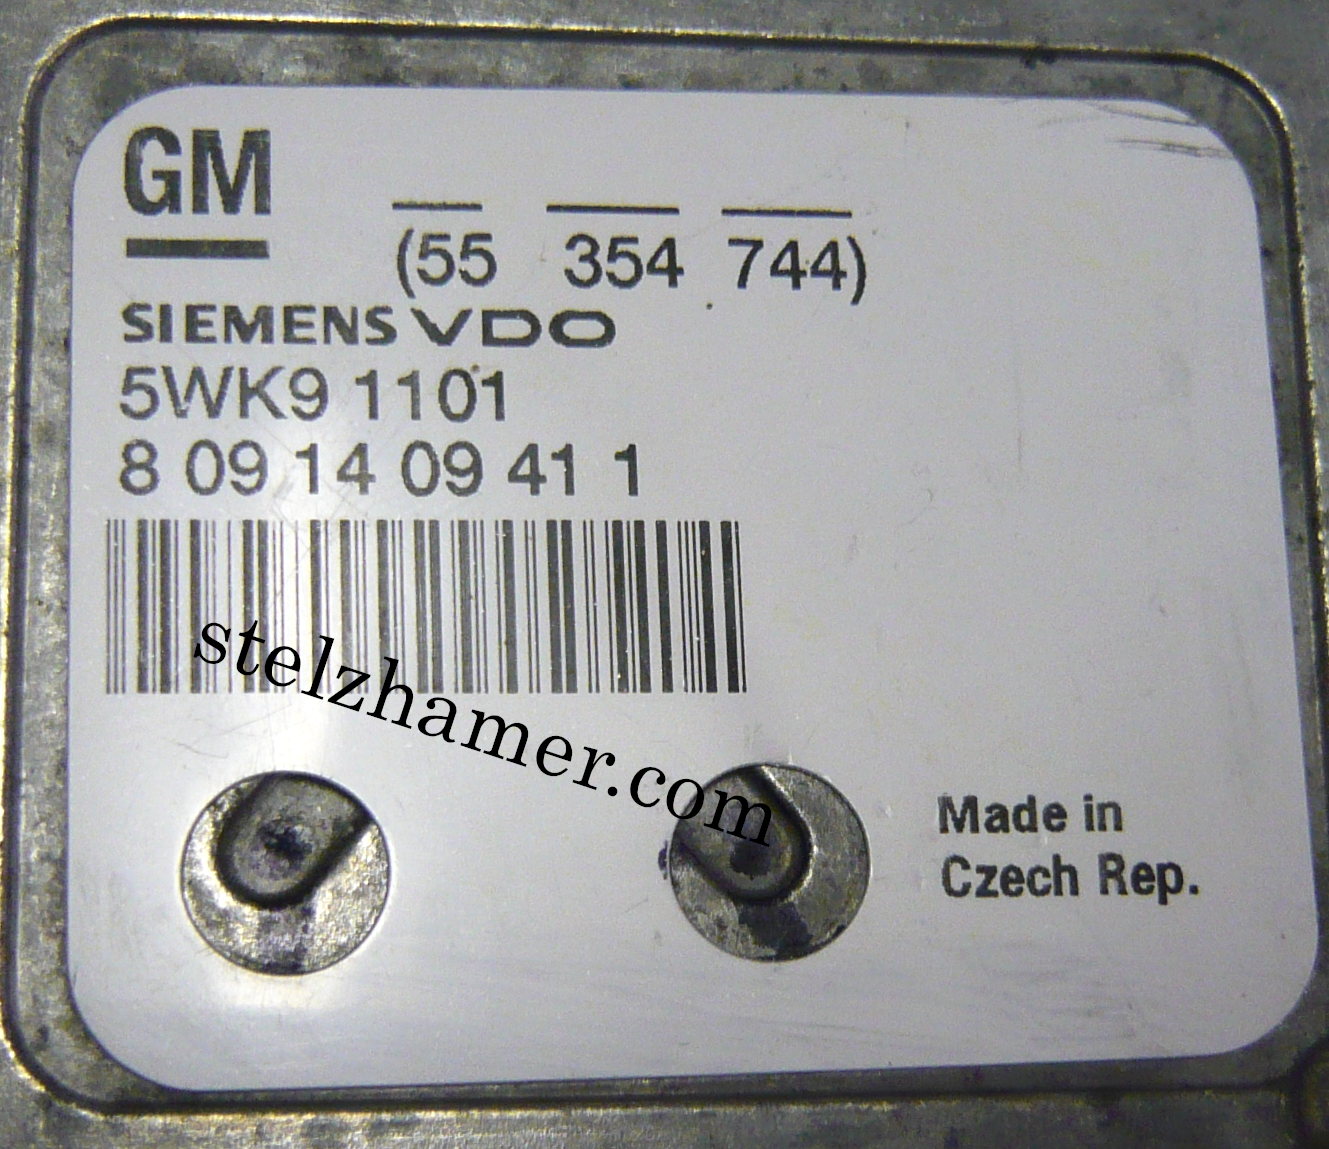 GM
(55 354 744)
SIEMENS VDO
5WK9 1101
8 09 14 09 41 1
stelzhamer.com
Made in
Czech Rep.